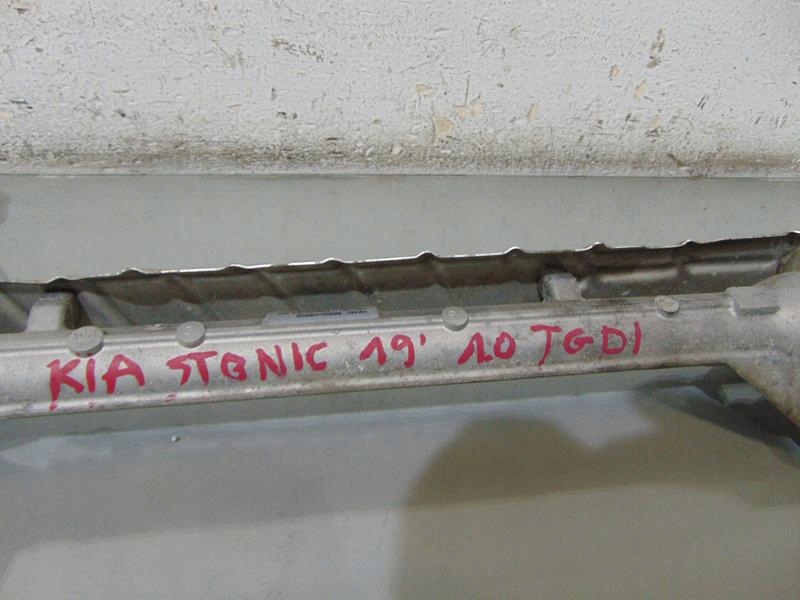 KIA STONIC 19' 1.0 TGDI